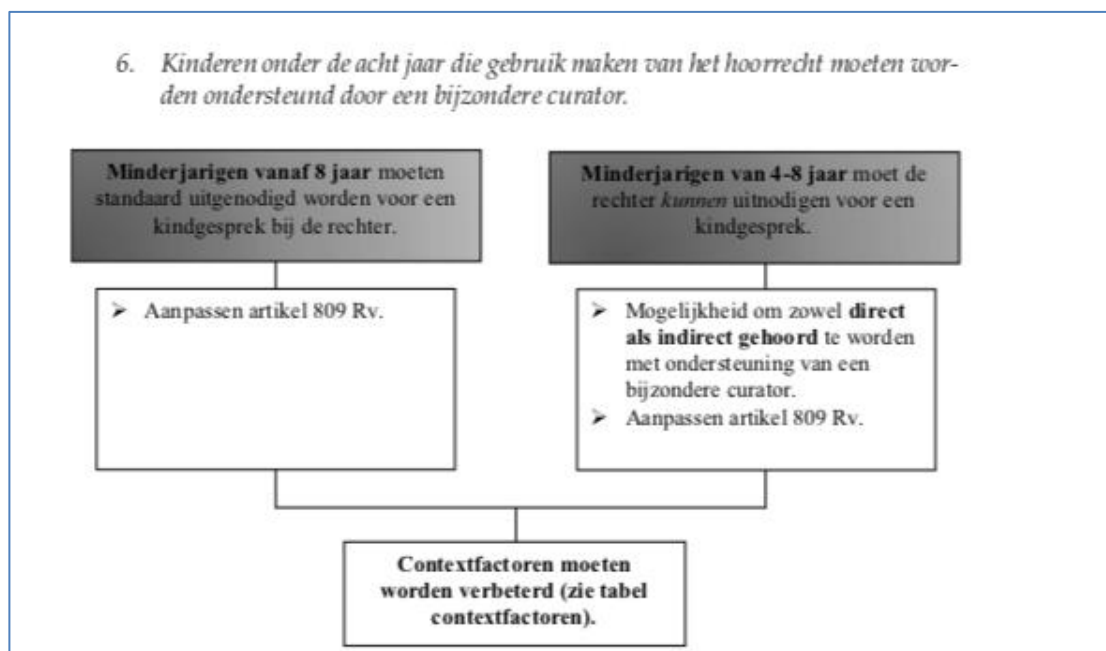 6. Kinderen onder de acht jaar die gebruik maken van het hoorrecht moeten wor-
den ondersteund door een bijzondere curator.
Minderjarigen vanaf 8 jaar moeten
standaard uitgenodigd worden voor een
kindgesprek bij de rechter.
Minderjarigen van 4-8 jaar moet de
rechter kunnen uitnodigen voor een
kindgesprek.
➢ Aanpassen artikel 809 Rv.
➢ Mogelijkheid om zowel direct
als indirect gehoord te worden
met ondersteuning van een
bijzondere curator.
➢ Aanpassen artikel 809 Rv.
Contextfactoren moeten
worden verbeterd (zie tabel
contextfactoren).